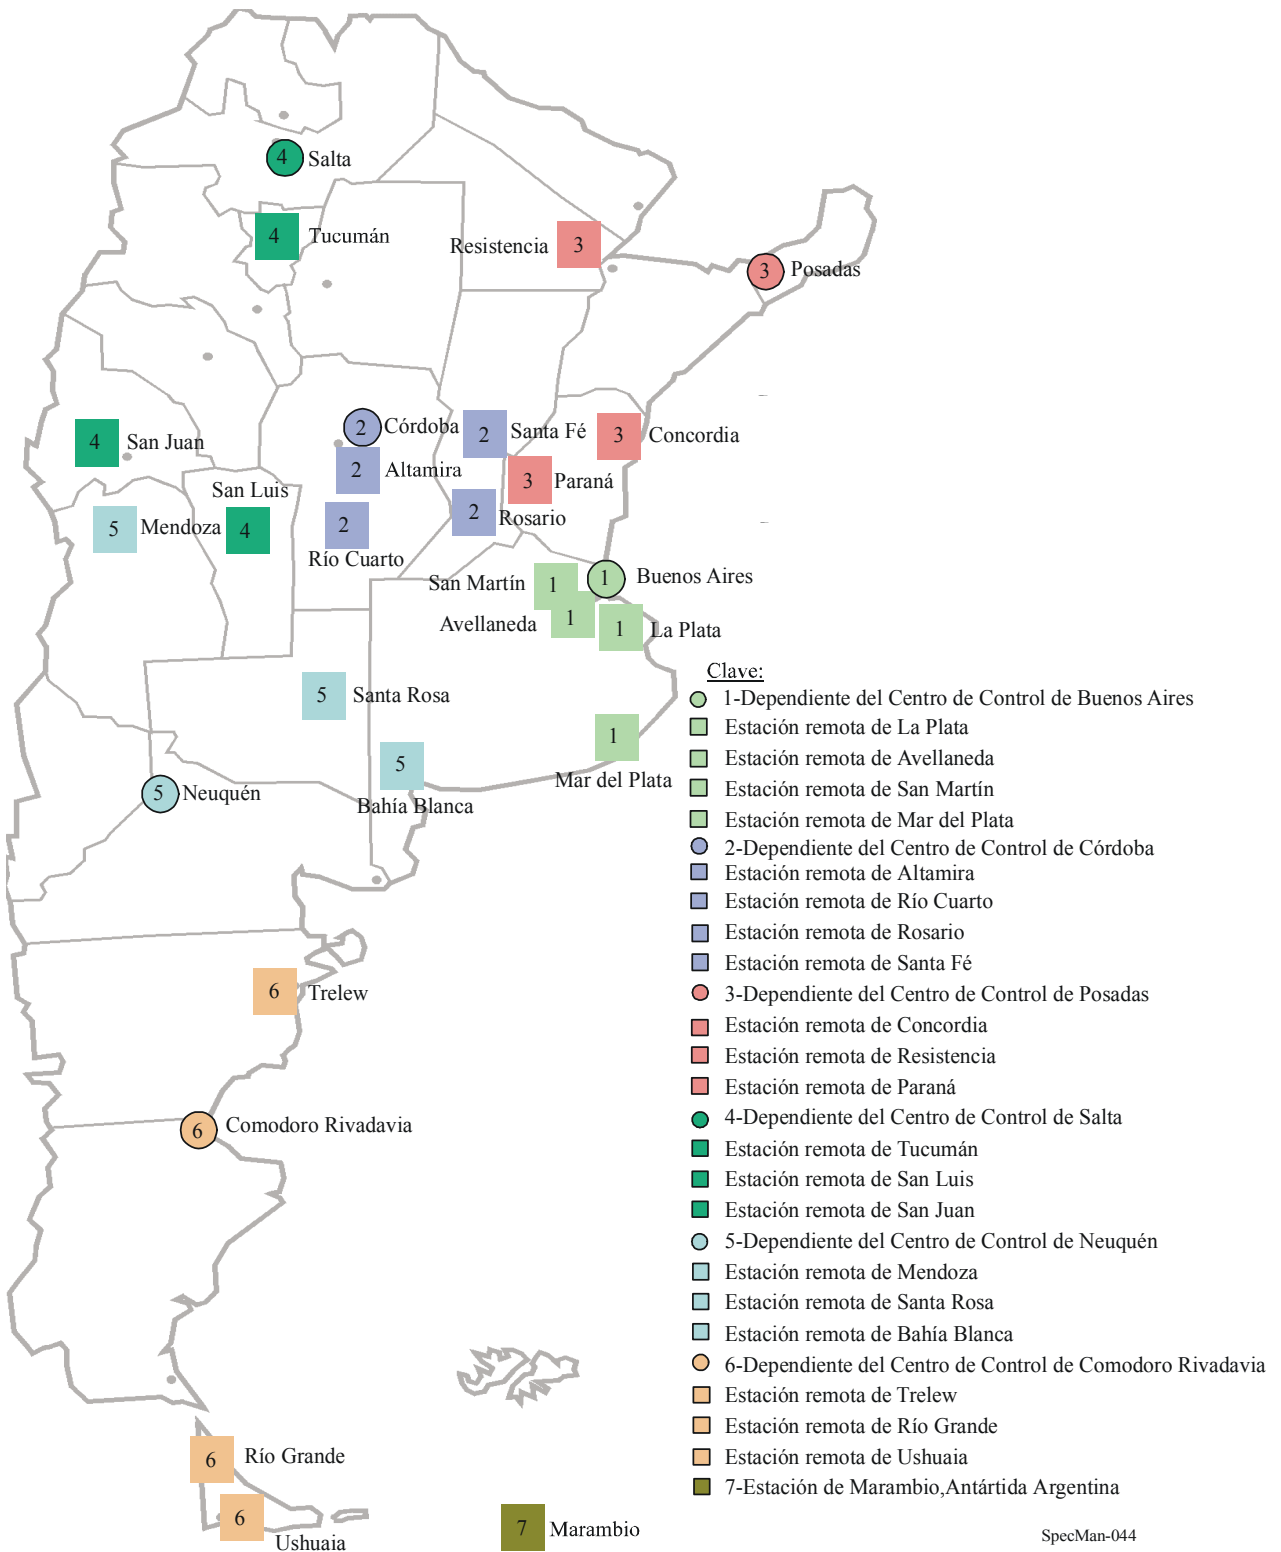 4 Salta
4 Tucumán
Resistencia 3
3 Posadas
4 San Juan
2 Córdoba
2 Santa Fé
3 Concordia
2 Altamira
3 Paraná
San Luis
5 Mendoza
4
2
Río Cuarto
2 Rosario
1 Buenos Aires
San Martín 1
Avellaneda 1
1 La Plata
5 Santa Rosa
1
Mar del Plata
5
Bahía Blanca
5 Neuquén
6 Trelew
6 Comodoro Rivadavia
6 Río Grande
6
Ushuaia
7 Marambio
Clave:
1-Dependiente del Centro de Control de Buenos Aires
Estación remota de La Plata
Estación remota de Avellaneda
Estación remota de San Martín
Estación remota de Mar del Plata
2-Dependiente del Centro de Control de Córdoba
Estación remota de Altamira
Estación remota de Río Cuarto
Estación remota de Rosario
Estación remota de Santa Fé
3-Dependiente del Centro de Control de Posadas
Estación remota de Concordia
Estación remota de Resistencia
Estación remota de Paraná
4-Dependiente del Centro de Control de Salta
Estación remota de Tucumán
Estación remota de San Luis
Estación remota de San Juan
5-Dependiente del Centro de Control de Neuquén
Estación remota de Mendoza
Estación remota de Santa Rosa
Estación remota de Bahía Blanca
6-Dependiente del Centro de Control de Comodoro Rivadavia
Estación remota de Trelew
Estación remota de Río Grande
Estación remota de Ushuaia
7-Estación de Marambio,Antártida Argentina
SpecMan-044